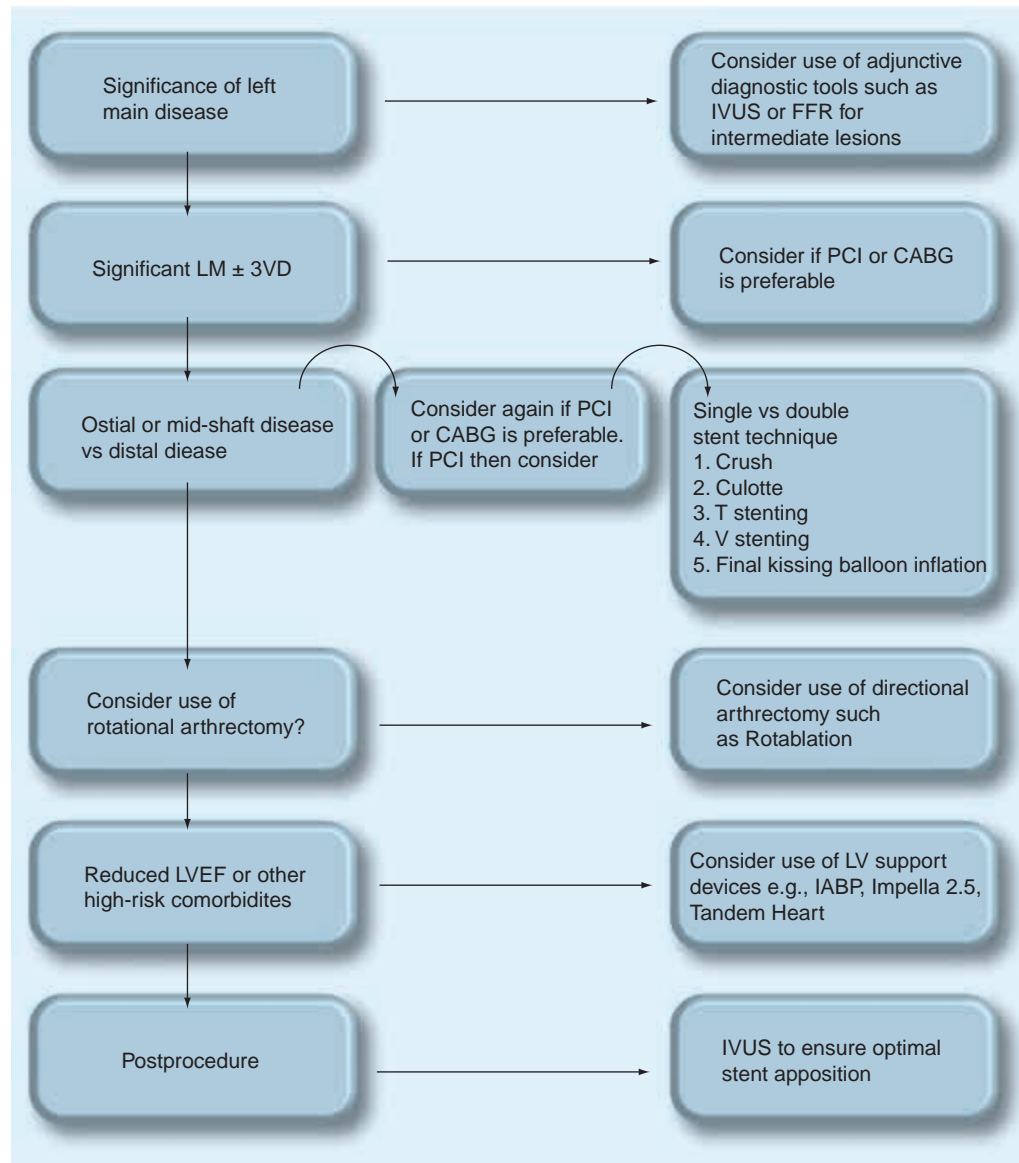 Significance of left
main disease
Consider use of adjunctive
diagnostic tools such as
IVUS or FFR for
intermediate lesions
Significant LM ± 3VD
Consider if PCI or CABG
is preferable
Ostial or mid-shaft disease
vs distal diease
Consider again if PCI
or CABG is preferable.
If PCI then consider
Single vs double
stent technique
1. Crush
2. Culotte
3. T stenting
4. V stenting
5. Final kissing balloon inflation
Consider use of
rotational arthrectomy?
Consider use of directional
arthrectomy such
as Rotablation
Reduced LVEF or other
high-risk comorbidites
Consider use of LV support
devices e.g., IABP, Impella 2.5,
Tandem Heart
Postprocedure
IVUS to ensure optimal
stent apposition